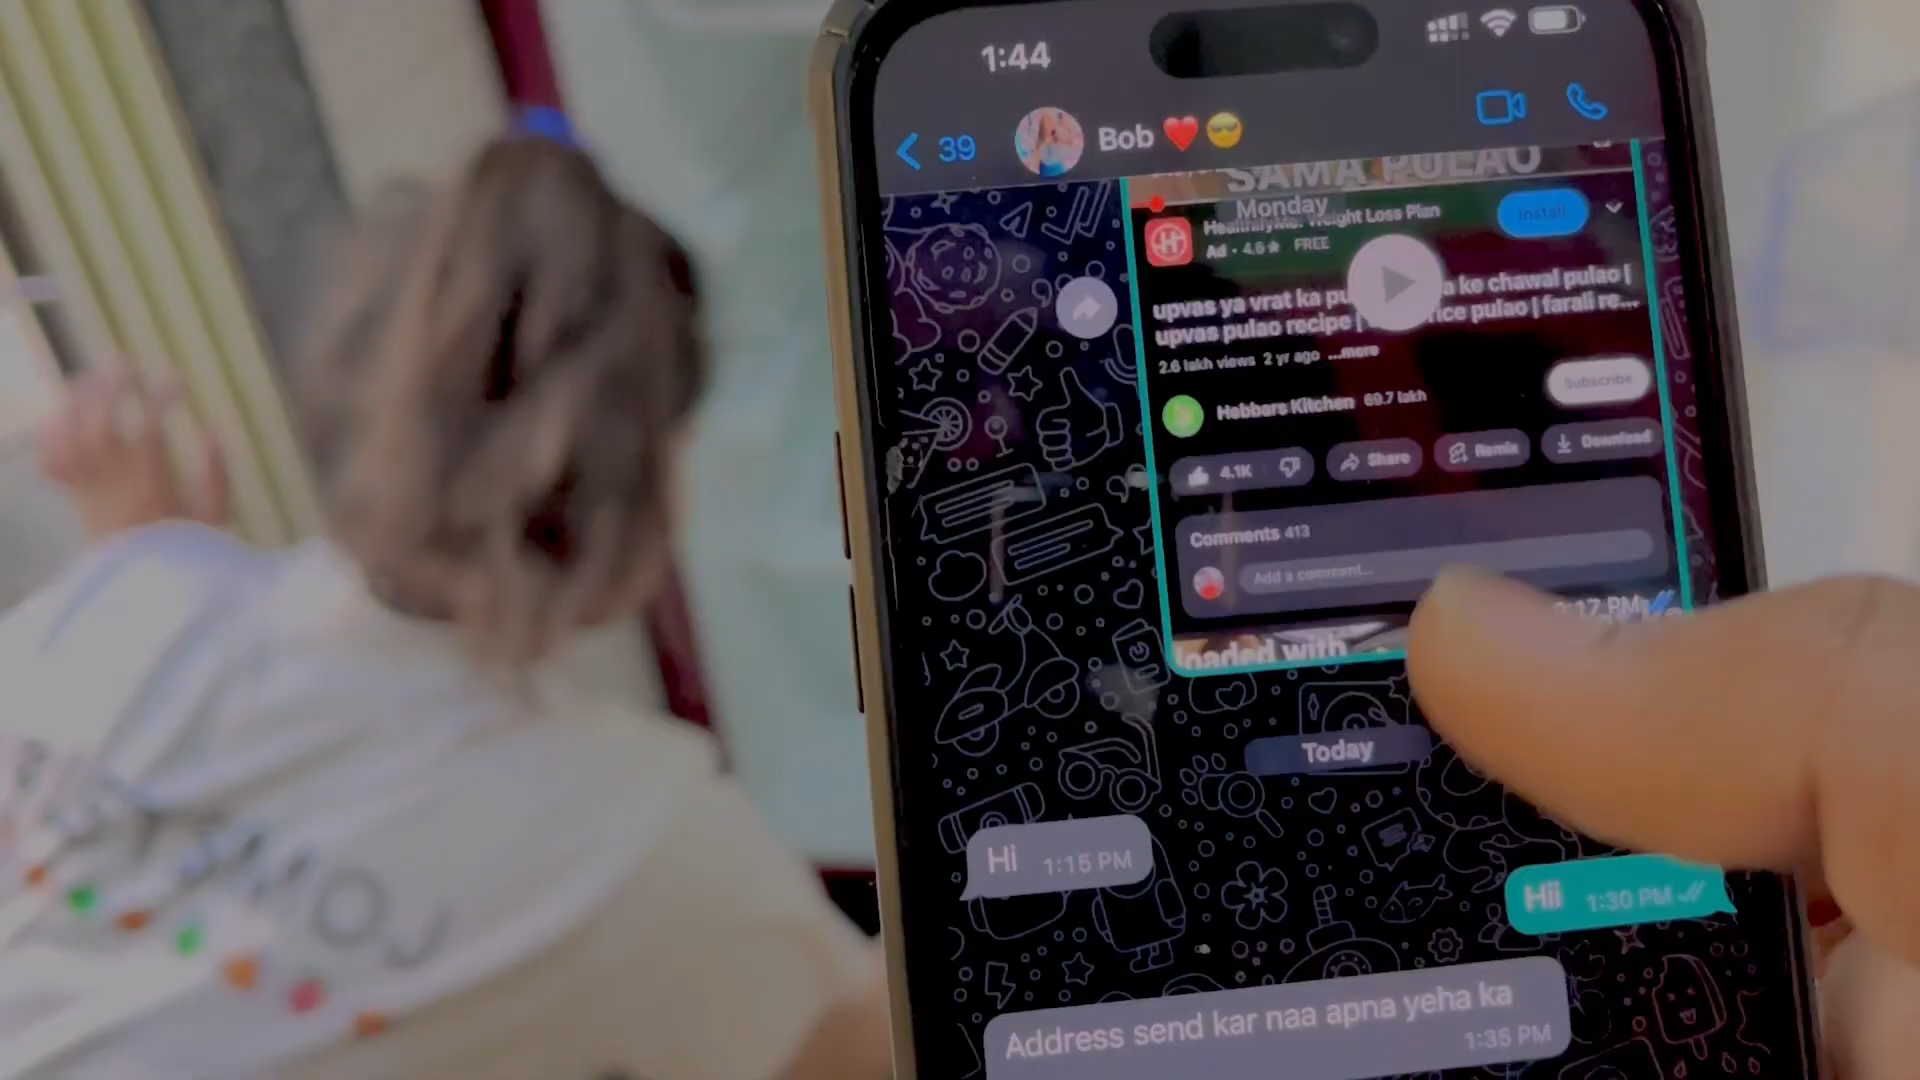 1:44
39
Bob ❤️😎
SAMA PULAO
Monday
Weight Loss Plan
Install
Ad • 4.6★ FREE
upvas ya vrat ka ke chawal pulao |
upvas pulao recipe | rice pulao | farali re...
2.6 lakh views 2 yr ago ...more
Subscribe
Hebbars Kitchen 69.7 lakh
4.1K
Share
Remix
Download
Comments 413
Add a comment...
:17 PM
loaded with
Today
Hi 1:15 PM
Hii 1:30 PM
Address send kar naa apna yeha ka
1:35 PM